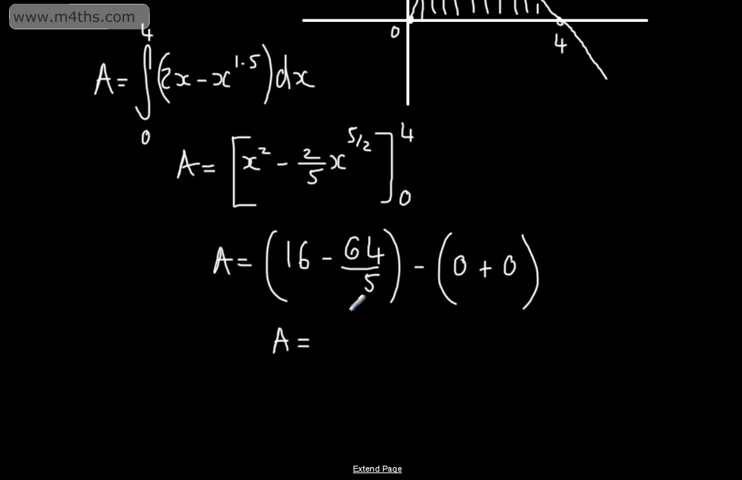 www.m4ths.com
0
4
A = ∫₀⁴ (2x - x^1.5) dx
A = [x² - 2/5 x^5/2]₀⁴
A = (16 - 64/5) - (0 + 0)
A =
Extend Page